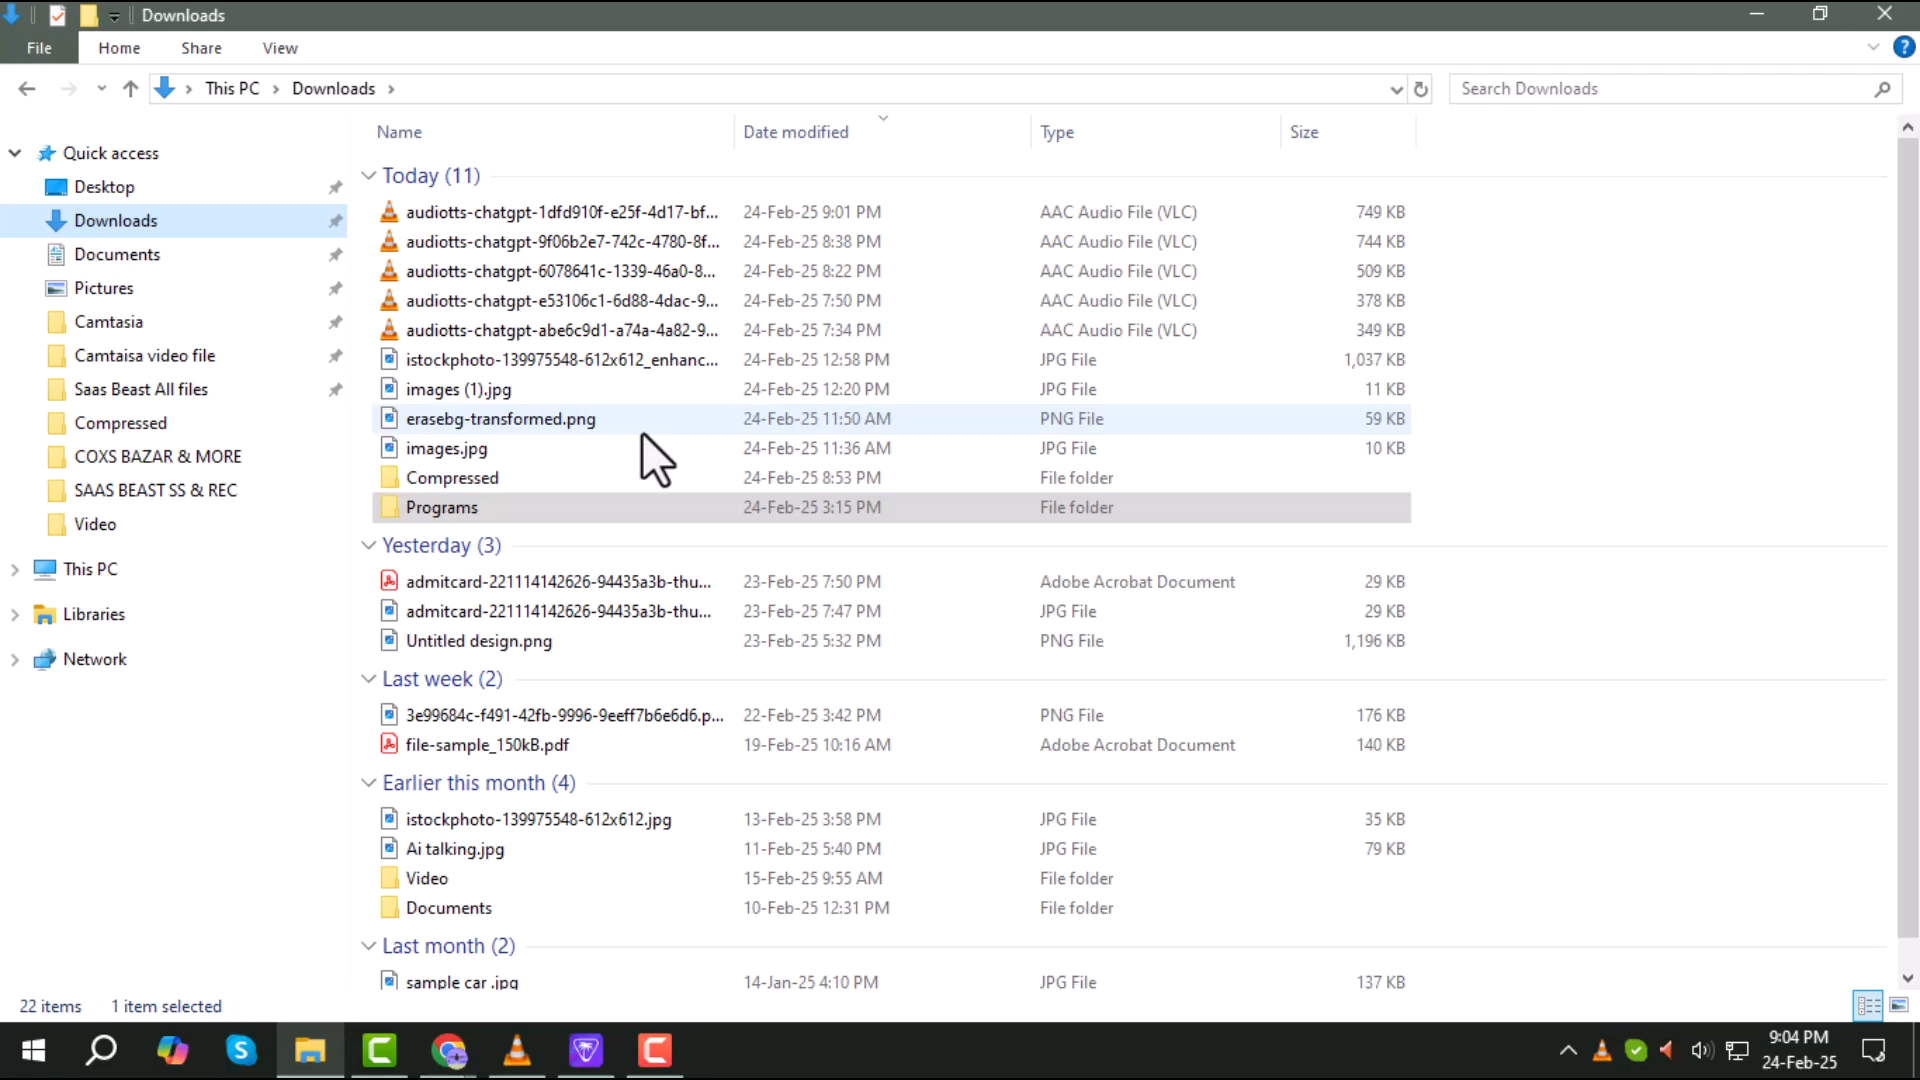 Downloads
File Home Share View
This PC Downloads Search Downloads
Name Date modified Type Size
Quick access
Desktop
Downloads
Documents
Pictures
Camtasia
Camtaisa video file
Saas Beast All files
Compressed
COXS BAZAR & MORE
SAAS BEAST SS & REC
Video
This PC
Libraries
Network
Today (11)
audiotts-chatgpt-1dfd910f-e25f-4d17-bf... 24-Feb-25 9:01 PM AAC Audio File (VLC) 749 KB
audiotts-chatgpt-9f06b2e7-742c-4780-8f... 24-Feb-25 8:38 PM AAC Audio File (VLC) 744 KB
audiotts-chatgpt-6078641c-1339-46a0-8... 24-Feb-25 8:22 PM AAC Audio File (VLC) 509 KB
audiotts-chatgpt-e53106c1-6d88-4dac-9... 24-Feb-25 7:50 PM AAC Audio File (VLC) 378 KB
audiotts-chatgpt-abe6c9d1-a74a-4a82-9... 24-Feb-25 7:34 PM AAC Audio File (VLC) 349 KB
istockphoto-139975548-612x612_enhanc... 24-Feb-25 12:58 PM JPG File 1,037 KB
images (1).jpg 24-Feb-25 12:20 PM JPG File 11 KB
erasebg-transformed.png 24-Feb-25 11:50 AM PNG File 59 KB
images.jpg 24-Feb-25 11:36 AM JPG File 10 KB
Compressed 24-Feb-25 8:53 PM File folder
Programs 24-Feb-25 3:15 PM File folder
Yesterday (3)
admitcard-221114142626-94435a3b-thu... 23-Feb-25 7:50 PM Adobe Acrobat Document 29 KB
admitcard-221114142626-94435a3b-thu... 23-Feb-25 7:47 PM JPG File 29 KB
Untitled design.png 23-Feb-25 5:32 PM PNG File 1,196 KB
Last week (2)
3e99684c-f491-42fb-9996-9eeff7b6e6d6.p... 22-Feb-25 3:42 PM PNG File 176 KB
file-sample_150kB.pdf 19-Feb-25 10:16 AM Adobe Acrobat Document 140 KB
Earlier this month (4)
istockphoto-139975548-612x612.jpg 13-Feb-25 3:58 PM JPG File 35 KB
Ai talking.jpg 11-Feb-25 5:40 PM JPG File 79 KB
Video 15-Feb-25 9:55 AM File folder
Documents 10-Feb-25 12:31 PM File folder
Last month (2)
sample car .jpg 14-Jan-25 4:10 PM JPG File 137 KB
22 items 1 item selected
9:04 PM
24-Feb-25